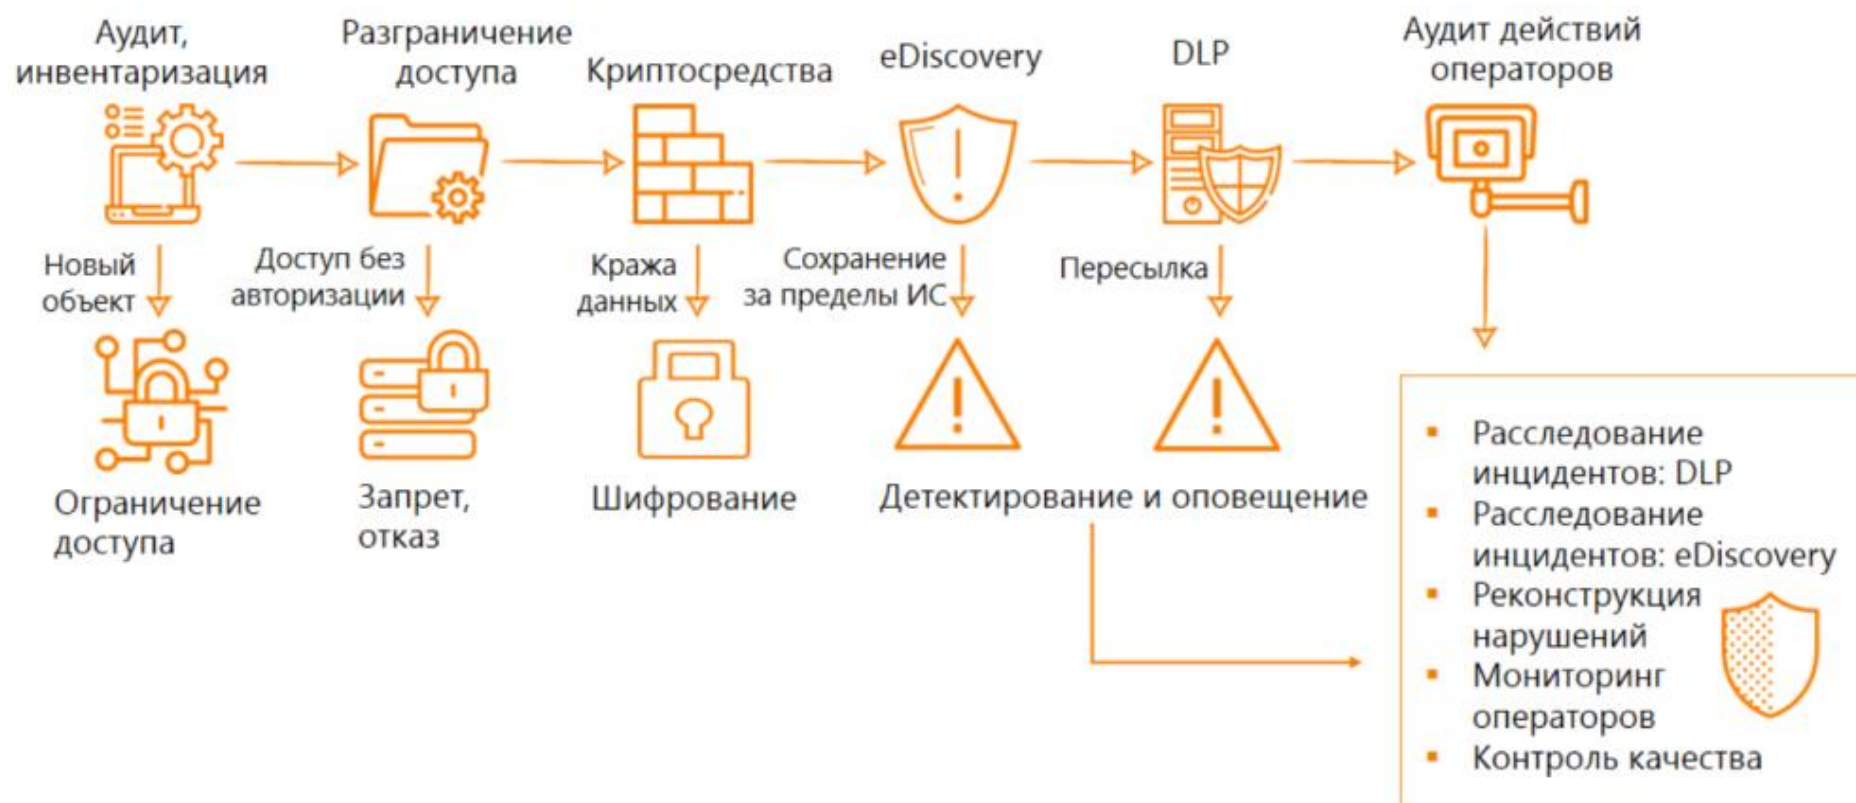 Аудит,
инвентаризация
Разграничение
доступа
Криптосредства
eDiscovery
DLP
Аудит действий
операторов
Новый
объект
Доступ без
авторизации
Кража
данных
Сохранение
за пределы ИС
Пересылка
Ограничение
доступа
Запрет,
отказ
Шифрование
Детектирование и оповещение
▪ Расследование
инцидентов: DLP
▪ Расследование
инцидентов: eDiscovery
▪ Реконструкция
нарушений
▪ Мониторинг
операторов
▪ Контроль качества